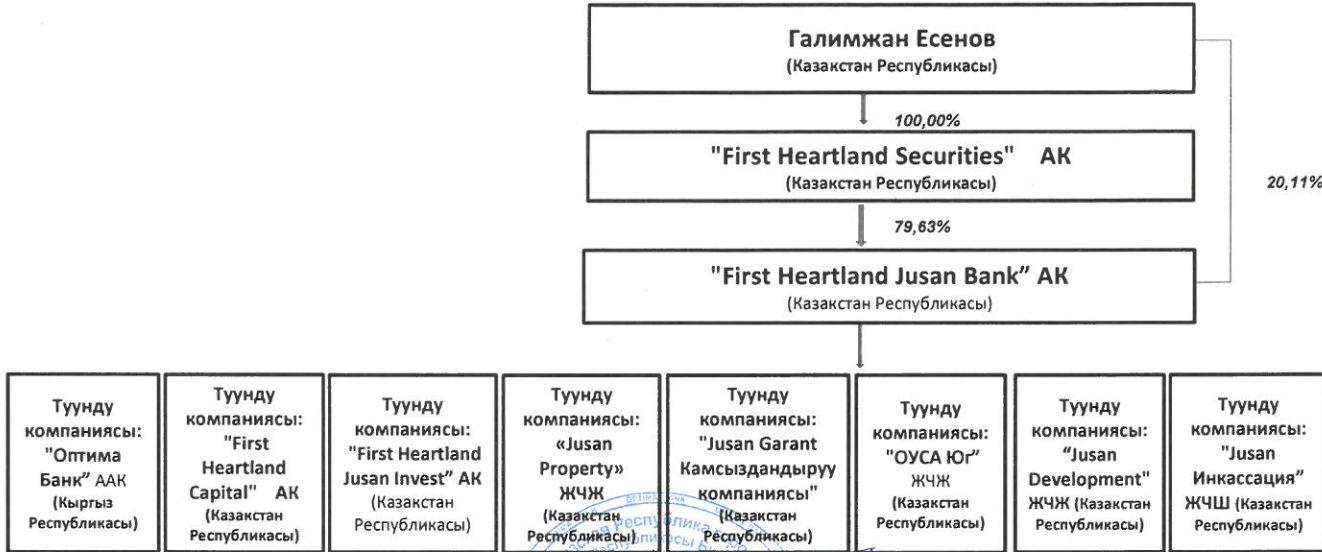 Галимжан Есенов
(Казакстан Республикасы)
100,00%
"First Heartland Securities" АК
(Казакстан Республикасы)
20,11%
79,63%
"First Heartland Jusan Bank” АК
(Казакстан Республикасы)
Туунду
компаниясы:
"Оптима
Банк” ААК
(Кыргыз
Республикасы)
Туунду
компаниясы:
"First
Heartland
Capital" АК
(Казакстан
Республикасы)
Туунду
компаниясы:
"First Heartland
Jusan Invest” АК
(Казакстан
Республикасы)
Туунду
компаниясы:
«Jusan
Property»
ЖЧЖ
(Казакстан
Республикасы)
Туунду
компаниясы:
"Jusan Garant
Камсыздандыруу
компаниясы"
(Казакстан
Республикасы)
Туунду
компаниясы:
"ОУСА Юг”
ЖЧЖ
(Казакстан
Республикасы)
Туунду
компаниясы:
“Jusan
Development"
ЖЧЖ (Казакстан
Республикасы)
Туунду
компаниясы:
"Jusan
Инкассация”
ЖЧШ (Казакстан
Республикасы)